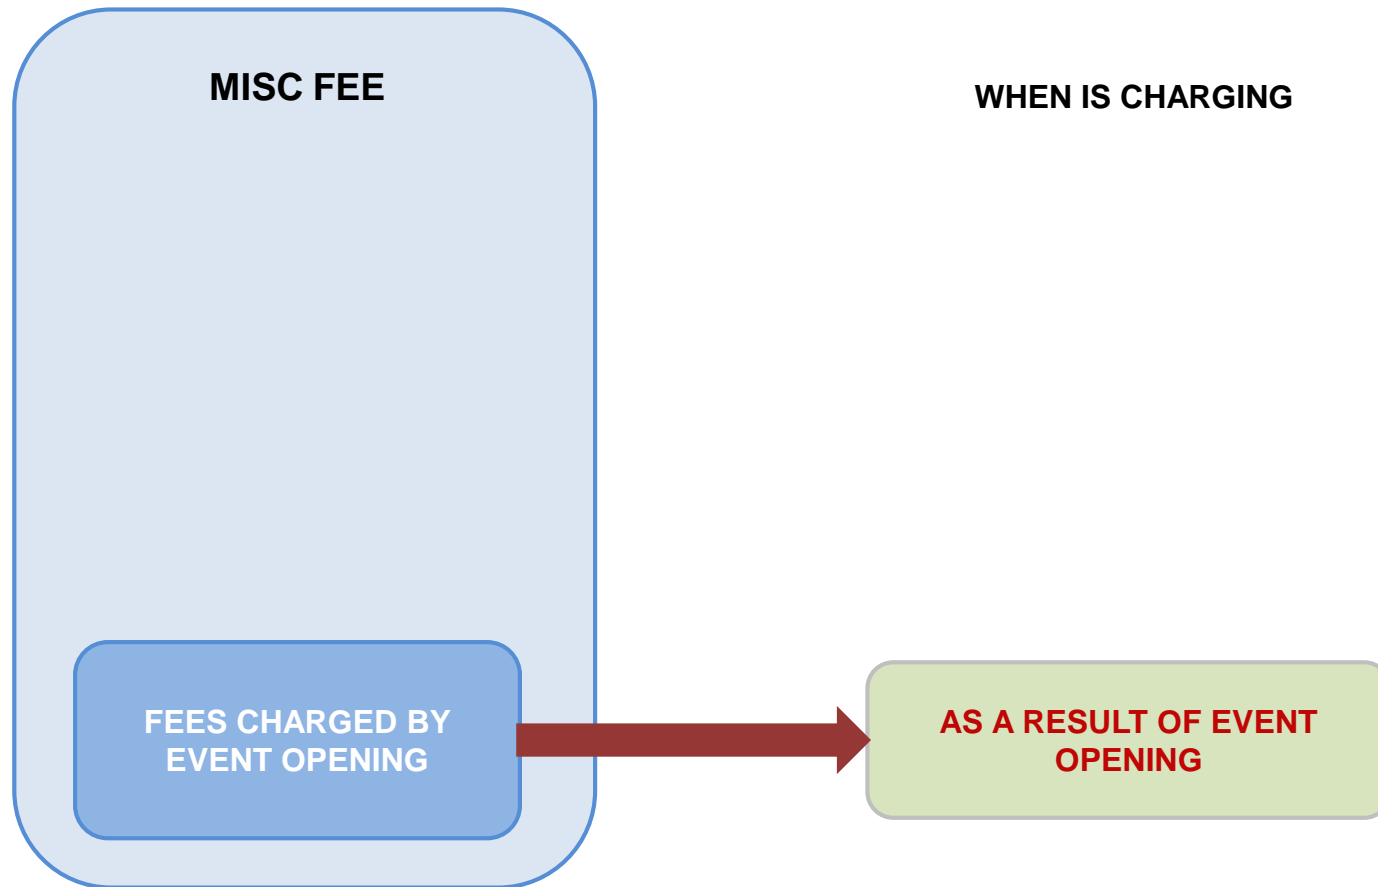 MISC FEE
WHEN IS CHARGING
FEES CHARGED BY
EVENT OPENING
AS A RESULT OF EVENT
OPENING